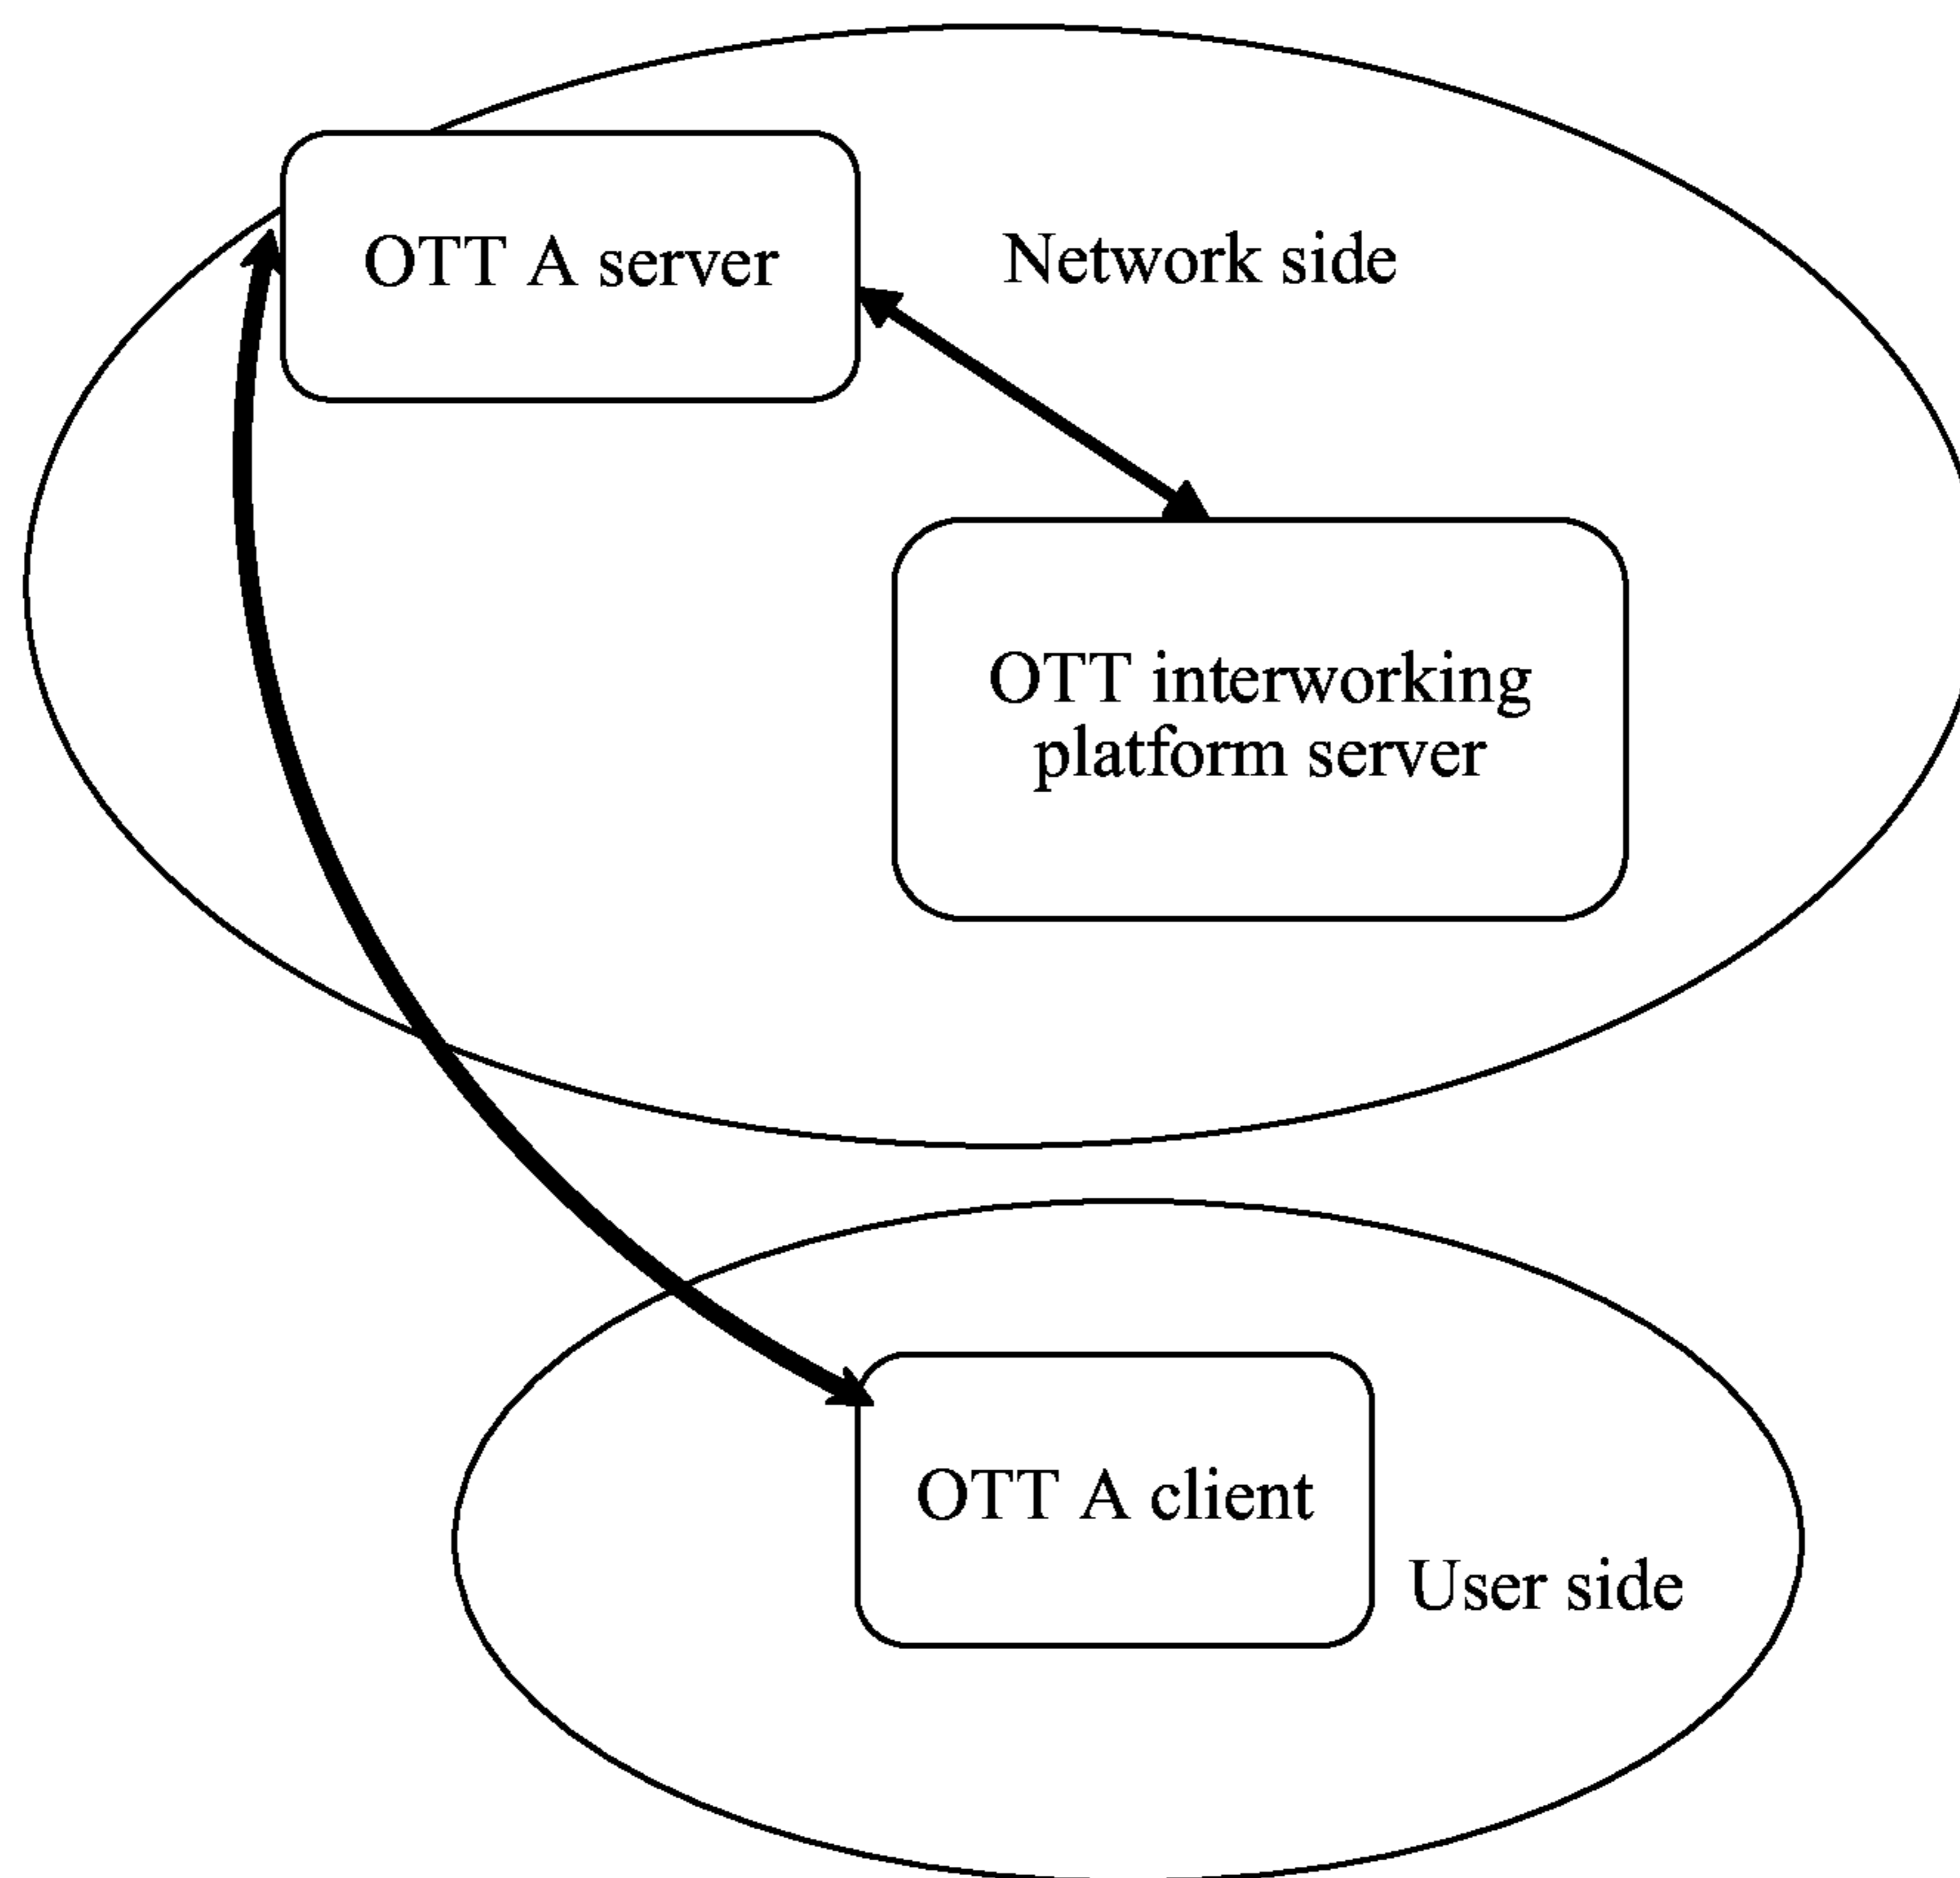 OTT A server
Network side
OTT interworking
platform server
OTT A client
User side